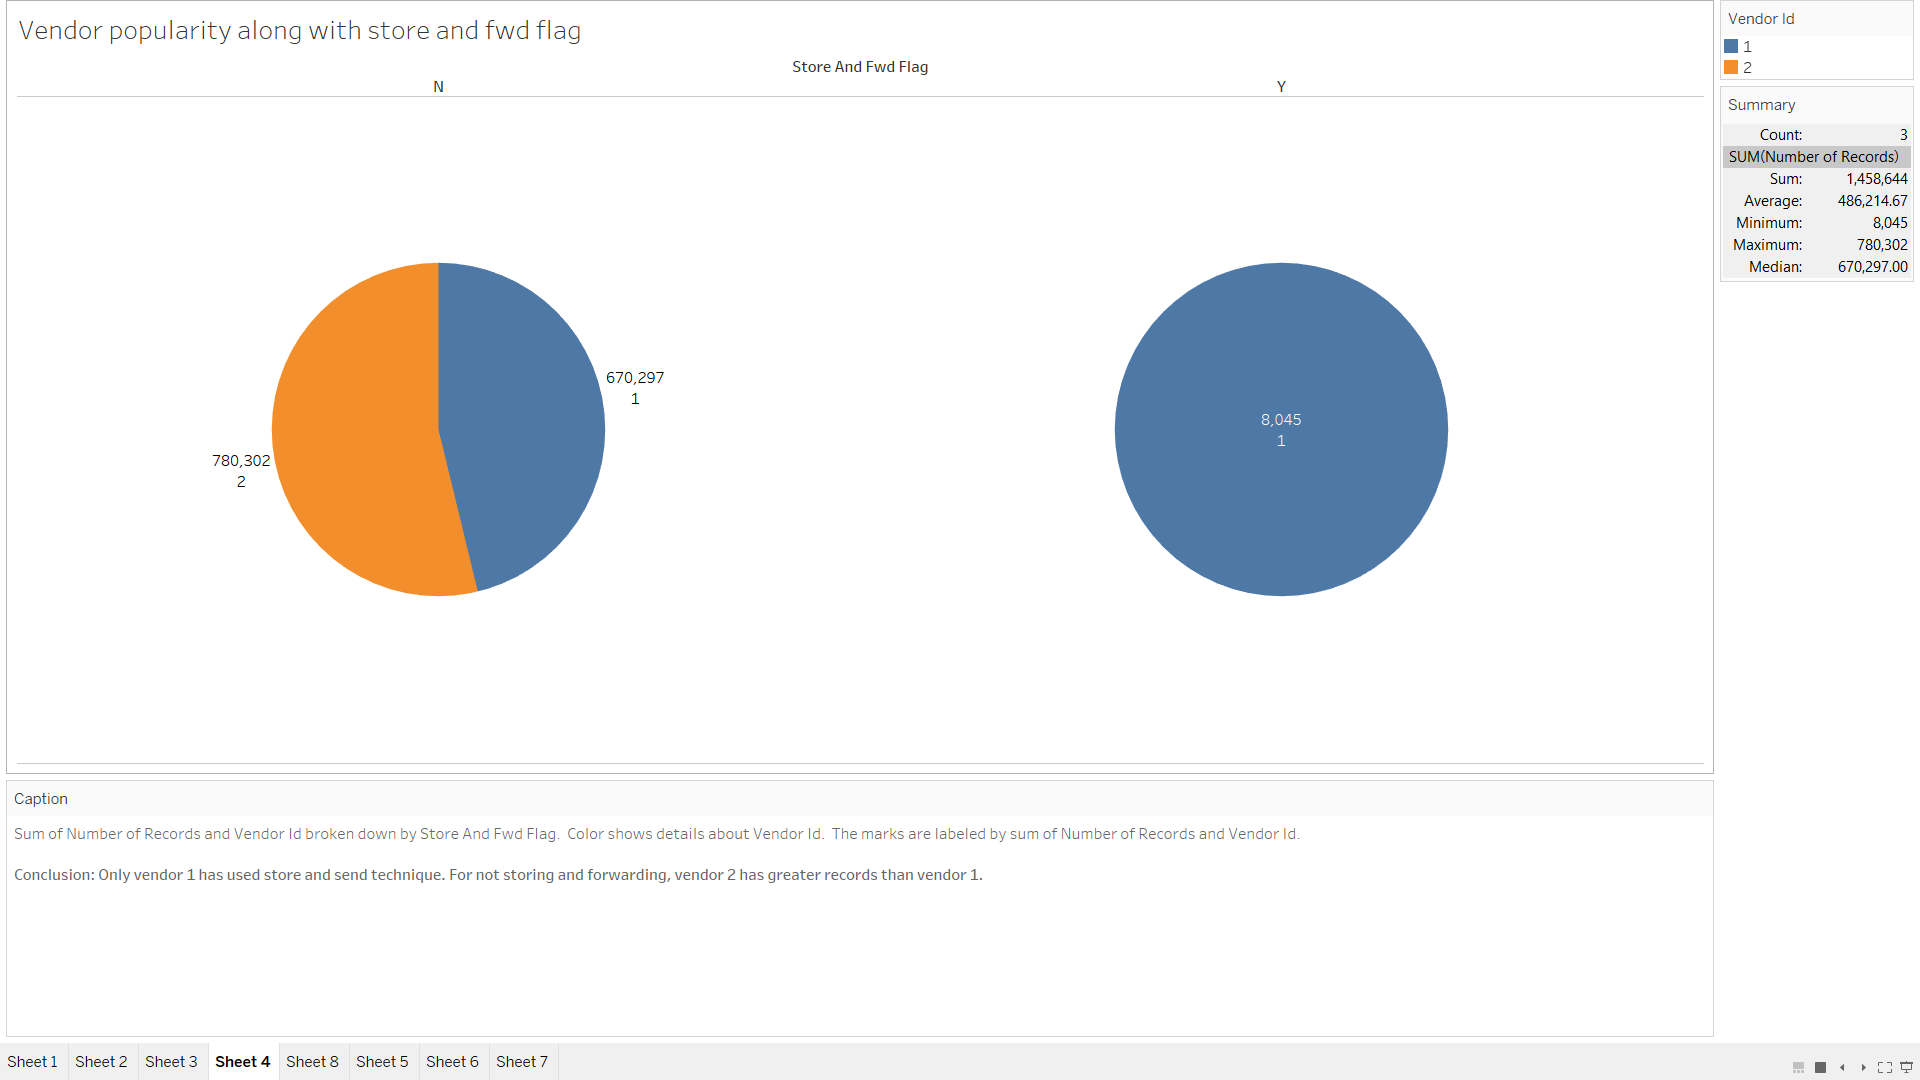 Vendor popularity along with store and fwd flag
Store And Fwd Flag
N Y
670,297
1
780,302
2
8,045
1
Vendor Id
1
2
Summary
Count: 3
SUM(Number of Records)
Sum: 1,458,644
Average: 486,214.67
Minimum: 8,045
Maximum: 780,302
Median: 670,297.00
Caption
Sum of Number of Records and Vendor Id broken down by Store And Fwd Flag. Color shows details about Vendor Id. The marks are labeled by sum of Number of Records and Vendor Id.
Conclusion: Only vendor 1 has used store and send technique. For not storing and forwarding, vendor 2 has greater records than vendor 1.
Sheet 1 Sheet 2 Sheet 3 Sheet 4 Sheet 8 Sheet 5 Sheet 6 Sheet 7